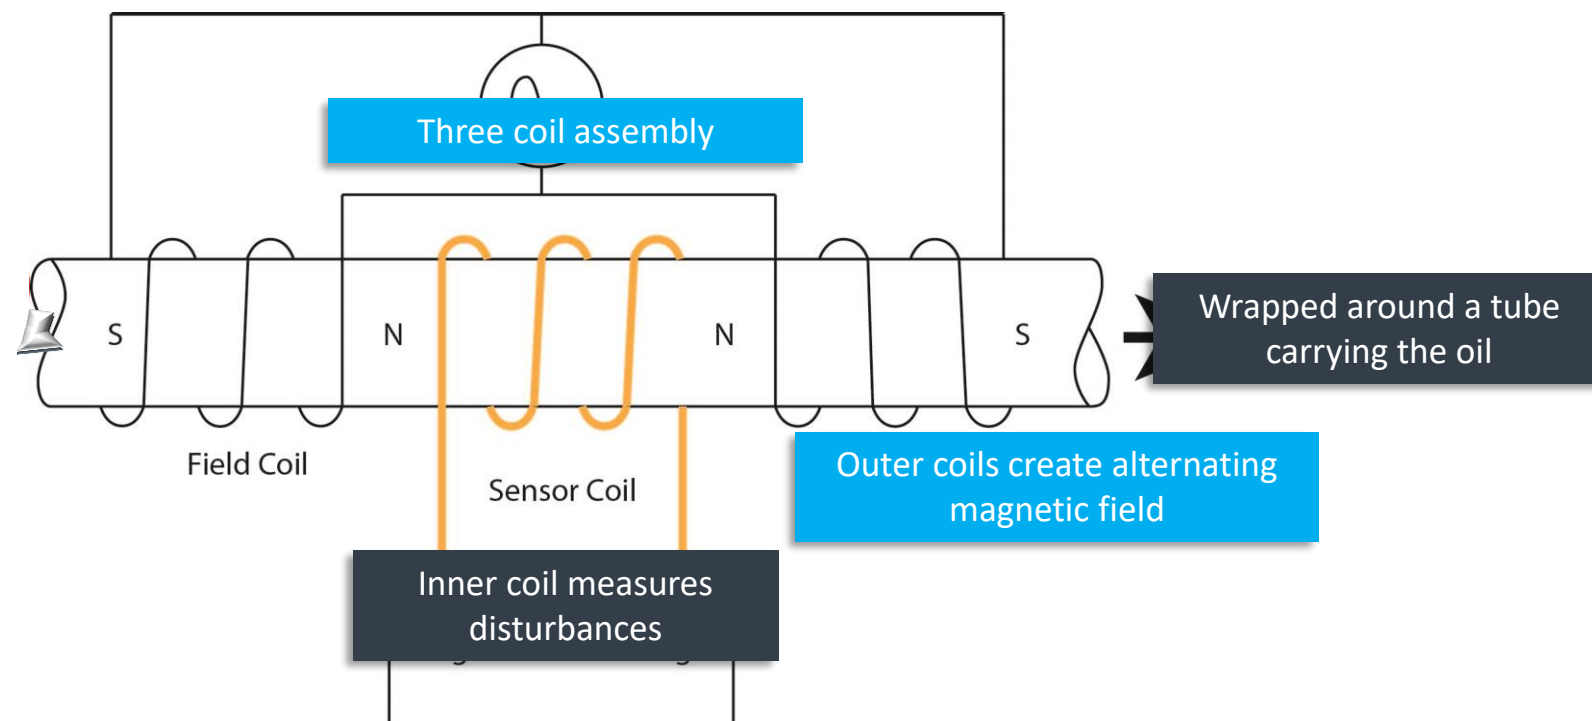 Three coil assembly
S
N
N
S
Wrapped around a tube
carrying the oil
Field Coil
Sensor Coil
Outer coils create alternating
magnetic field
Inner coil measures
disturbances